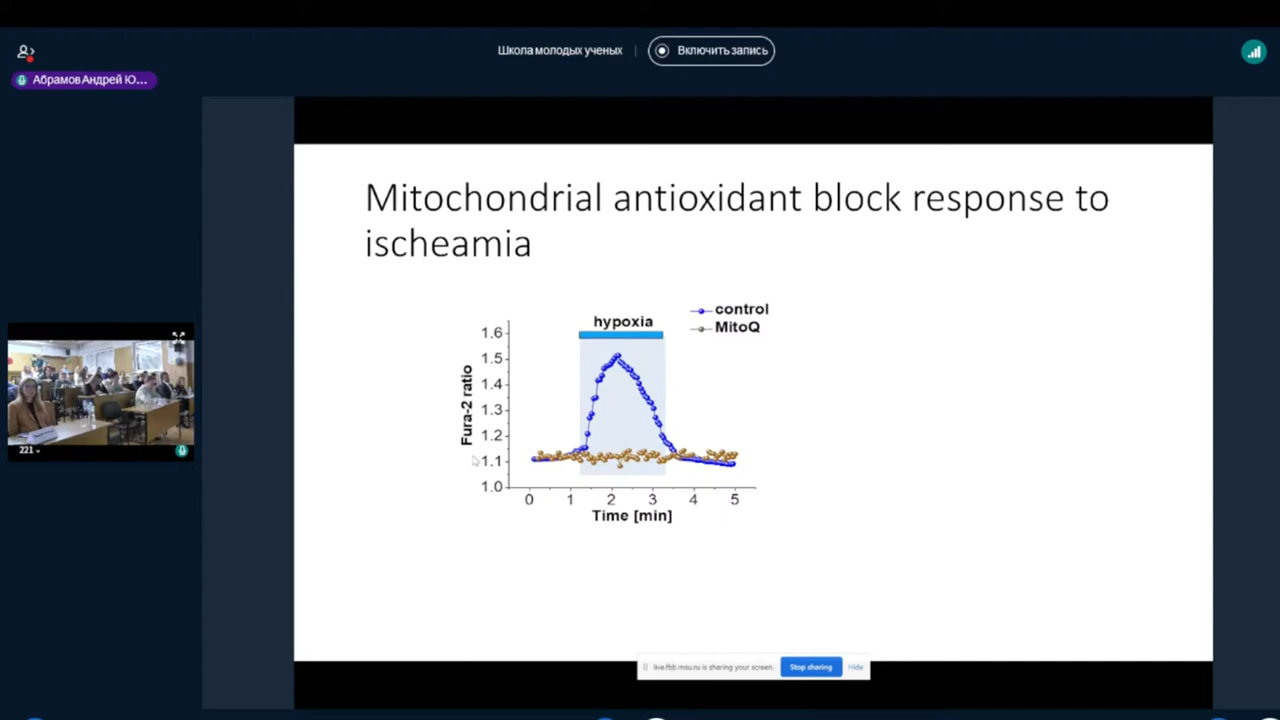 Школа молодых ученых
Включить запись
Абрамов Андрей Ю...
Mitochondrial antioxidant block response to
ischeamia
hypoxia
control
MitoQ
1.6
1.5
1.4
1.3
1.2
1.1
1.0
Fura-2 ratio
0 1 2 3 4 5
Time [min]
221
live.fbb.msu.ru is sharing your screen.
Stop sharing
Hide